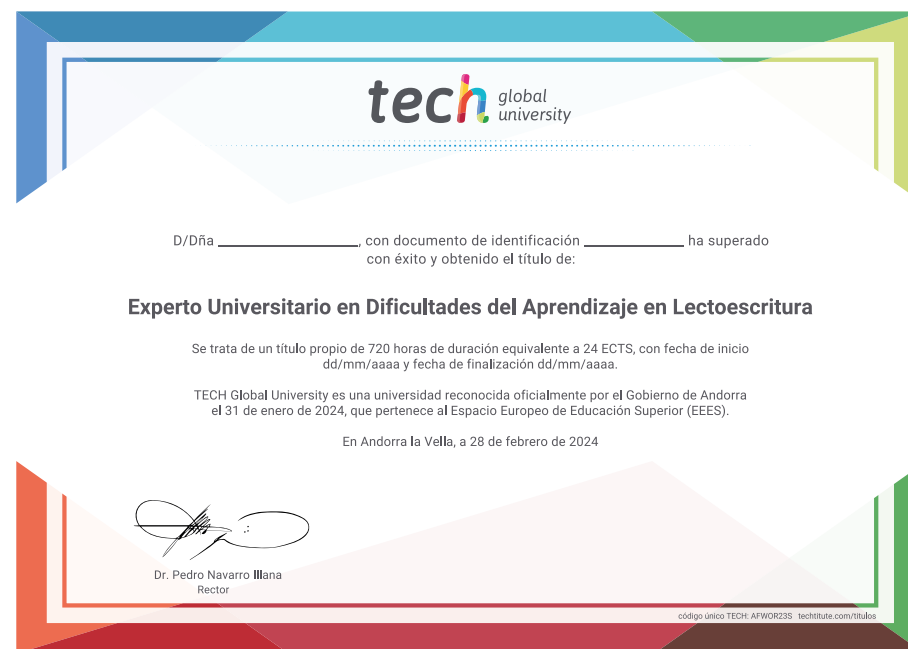 tech global
university
D/Dña ____________________, con documento de identificación ______________ ha superado
con éxito y obtenido el título de:
Experto Universitario en Dificultades del Aprendizaje en Lectoescritura
Se trata de un título propio de 720 horas de duración equivalente a 24 ECTS, con fecha de inicio
dd/mm/aaaa y fecha de finalización dd/mm/aaaa.
TECH Global University es una universidad reconocida oficialmente por el Gobierno de Andorra
el 31 de enero de 2024, que pertenece al Espacio Europeo de Educación Superior (EEES).
En Andorra la Vella, a 28 de febrero de 2024
Dr. Pedro Navarro Illana
Rector
código único TECH: AFWOR23S techtitute.com/titulos